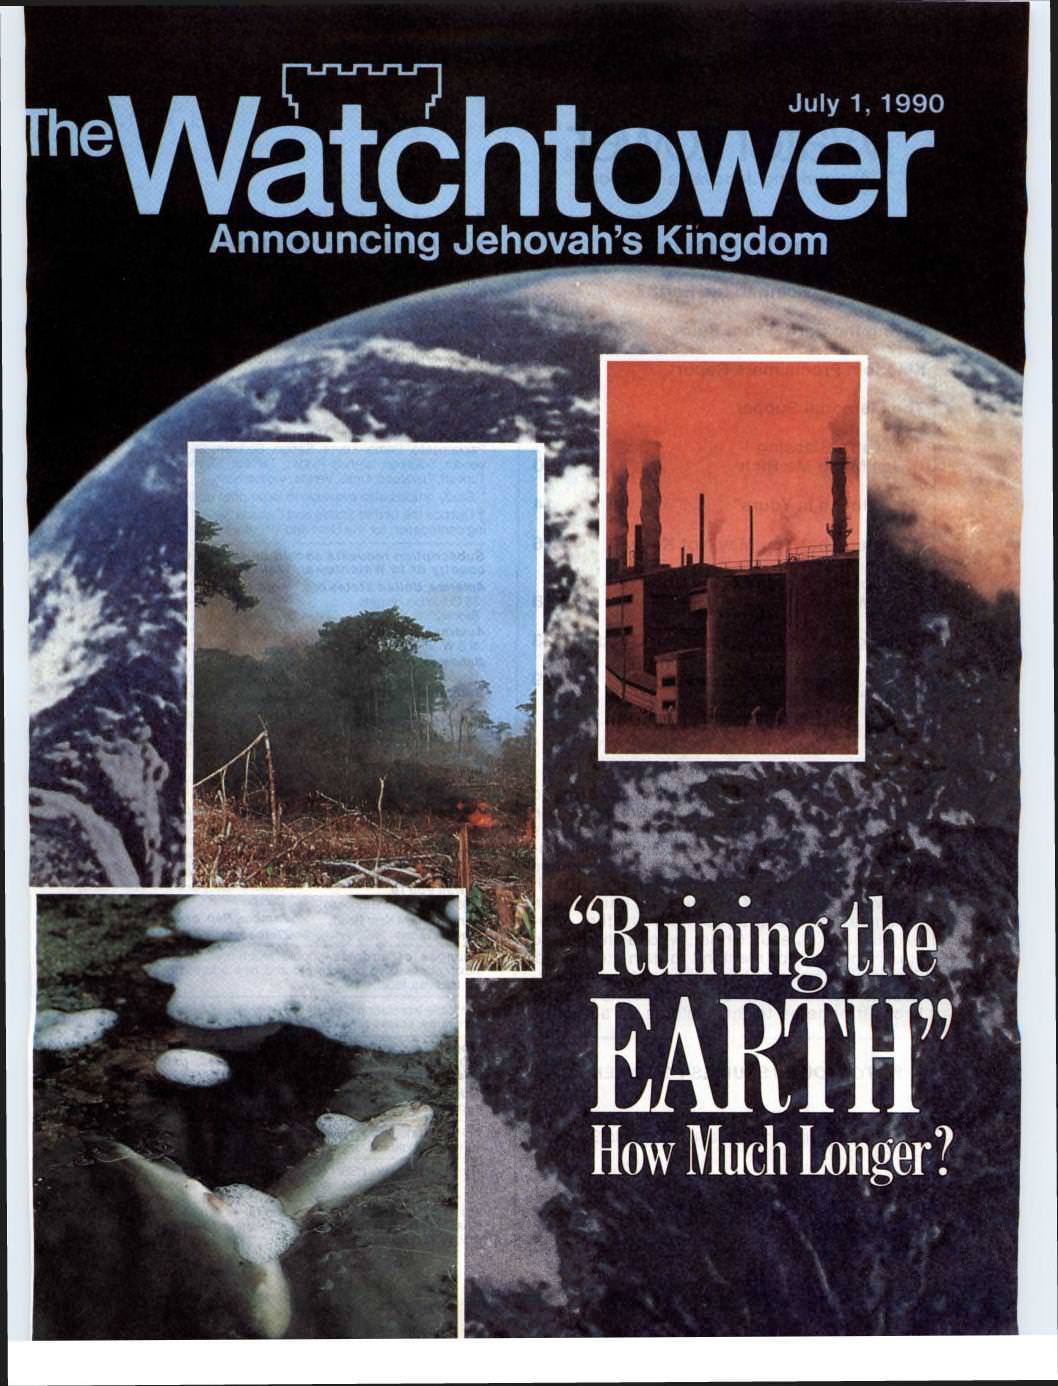 July 1, 1990
The Watchtower
Announcing Jehovah's Kingdom
“Ruining the
EARTH”
How Much Longer?